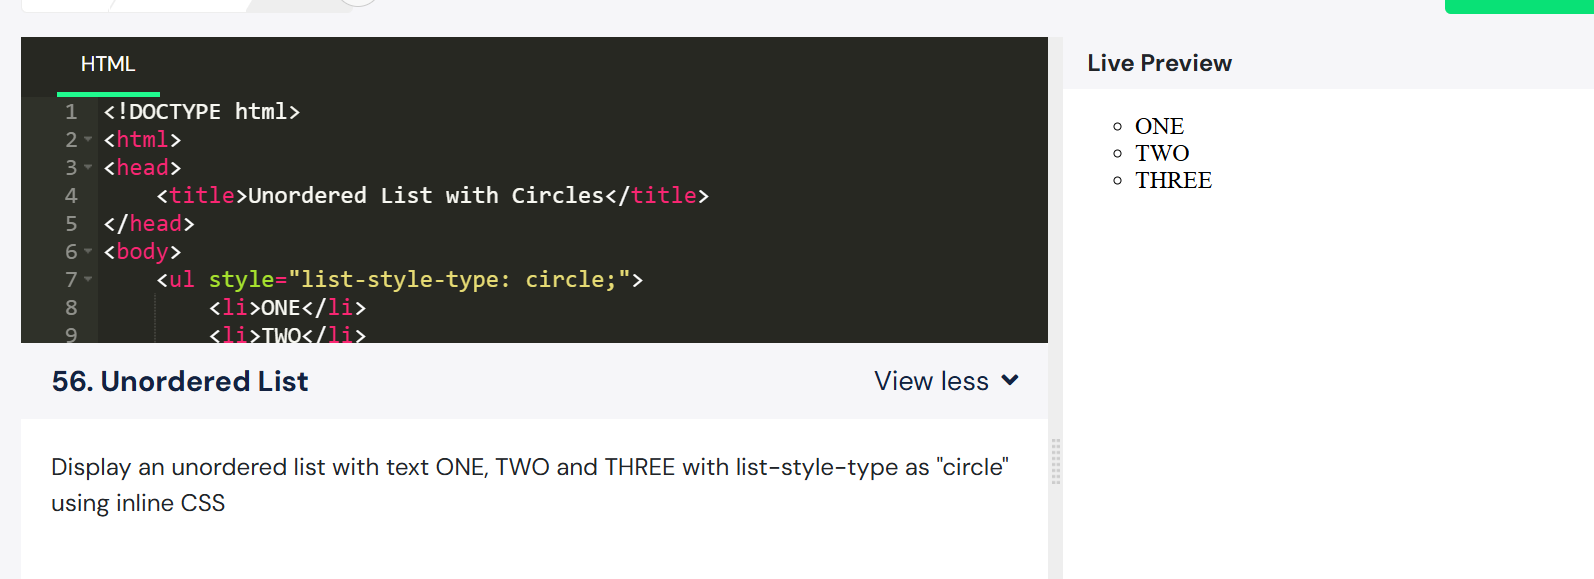 HTML
1 <!DOCTYPE html>
2 <html>
3 <head>
4     <title>Unordered List with Circles</title>
5 </head>
6 <body>
7     <ul style="list-style-type: circle;">
8         <li>ONE</li>
9         <li>TWO</li>
56. Unordered List
View less
Display an unordered list with text ONE, TWO and THREE with list-style-type as "circle"
using inline CSS
Live Preview
ONE
TWO
THREE